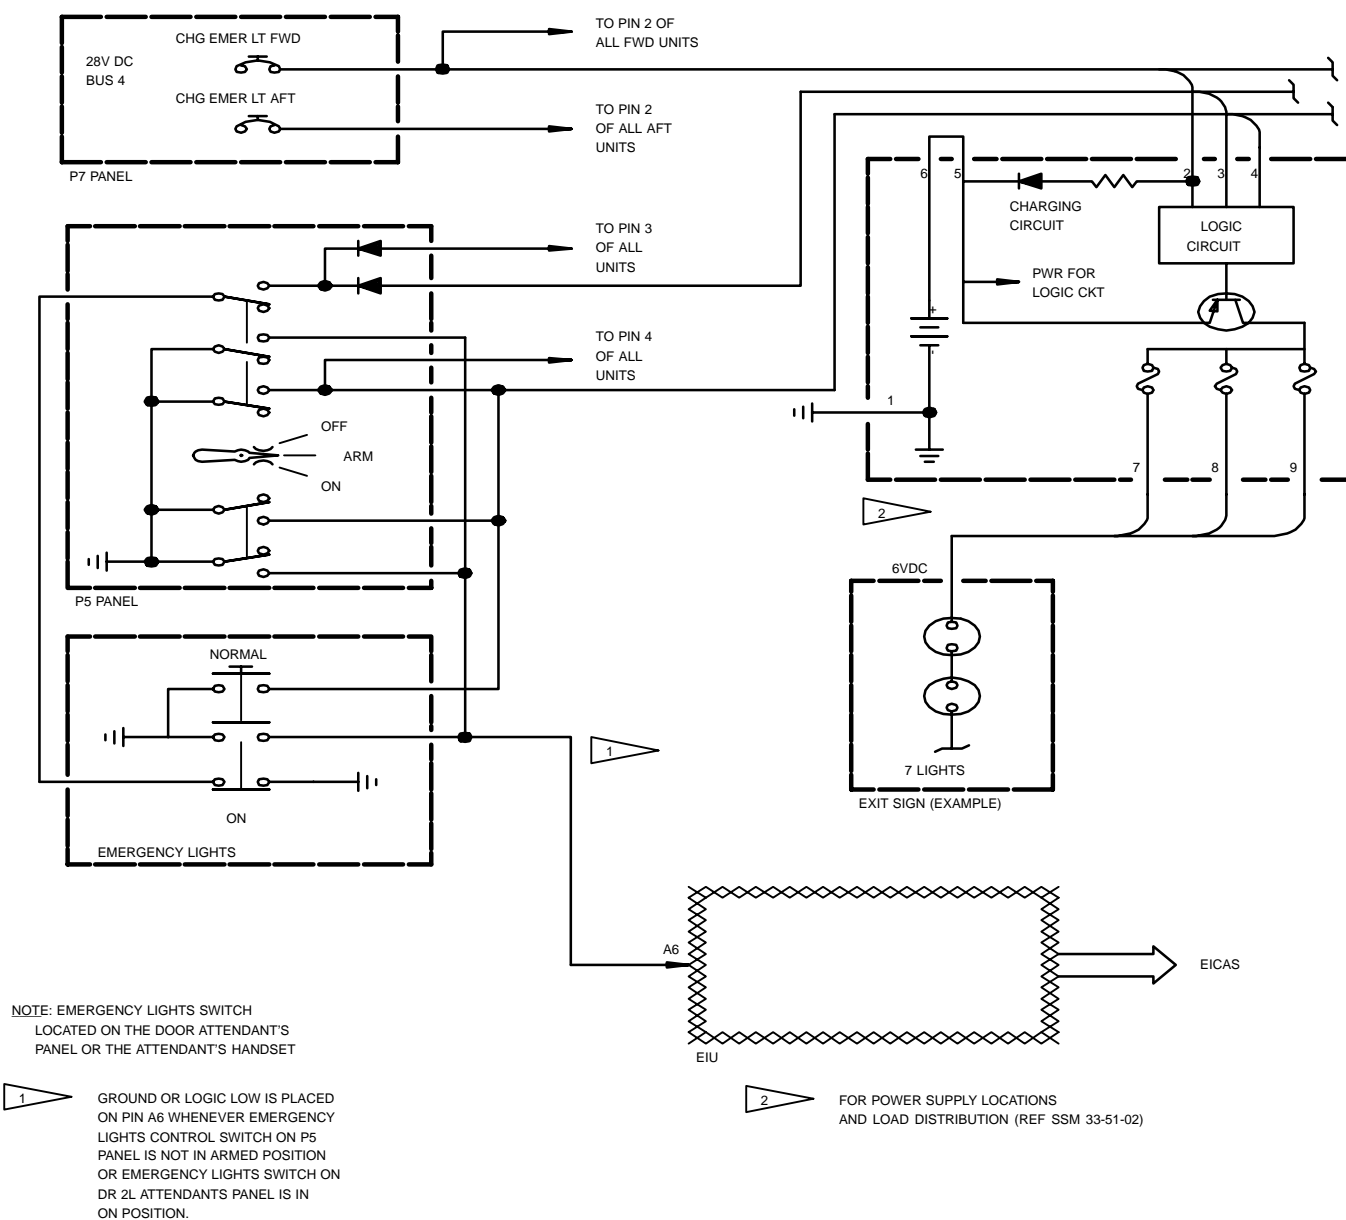 TO PIN 2 OF
ALL FWD UNITS
CHG EMER LT FWD
28V DC
BUS 4
CHG EMER LT AFT
TO PIN 2
OF ALL AFT
UNITS
P7 PANEL
6
5
2
3
4
CHARGING
CIRCUIT
LOGIC
CIRCUIT
TO PIN 3
OF ALL
UNITS
PWR FOR
LOGIC CKT
+
-
TO PIN 4
OF ALL
UNITS
1
OFF
ARM
ON
7
8
9
2
6VDC
P5 PANEL
NORMAL
1
7 LIGHTS
EXIT SIGN (EXAMPLE)
ON
EMERGENCY LIGHTS
A6
EICAS
EIU
NOTE: EMERGENCY LIGHTS SWITCH
LOCATED ON THE DOOR ATTENDANT'S
PANEL OR THE ATTENDANT'S HANDSET
1
GROUND OR LOGIC LOW IS PLACED
ON PIN A6 WHENEVER EMERGENCY
LIGHTS CONTROL SWITCH ON P5
PANEL IS NOT IN ARMED POSITION
OR EMERGENCY LIGHTS SWITCH ON
DR 2L ATTENDANTS PANEL IS IN
ON POSITION.
2
FOR POWER SUPPLY LOCATIONS
AND LOAD DISTRIBUTION (REF SSM 33-51-02)